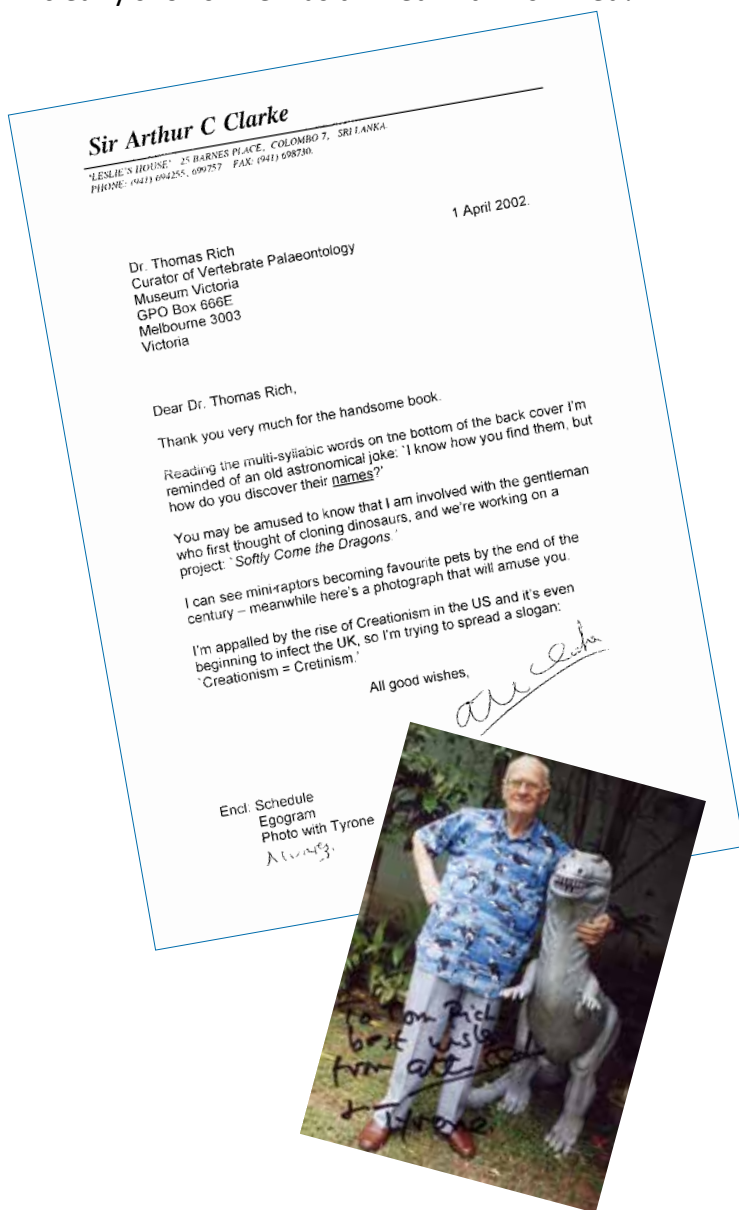 Sir Arthur C Clarke
'LESLIE'S HOUSE' 25 BARNES PLACE, COLOMBO 7, SRI LANKA.
PHONE: (941) 694255, 699757 FAX: (941) 698730.
1 April 2002.
Dr. Thomas Rich
Curator of Vertebrate Palaeontology
Museum Victoria
GPO Box 666E
Melbourne 3003
Victoria
Dear Dr. Thomas Rich,
Thank you very much for the handsome book.
Reading the multi-syllabic words on the bottom of the back cover I'm
reminded of an old astronomical joke: `I know how you find them, but
how do you discover their names?'
You may be amused to know that I am involved with the gentleman
who first thought of cloning dinosaurs, and we're working on a
project: `Softly Come the Dragons.'
I can see mini-raptors becoming favourite pets by the end of the
century – meanwhile here's a photograph that will amuse you.
I'm appalled by the rise of Creationism in the US and it's even
beginning to infect the UK, so I'm trying to spread a slogan:
`Creationism = Cretinism.'
All good wishes,
Encl: Schedule
Egogram
Photo with Tyrone
To Tom Rich
best wishes
from
Tyrone.